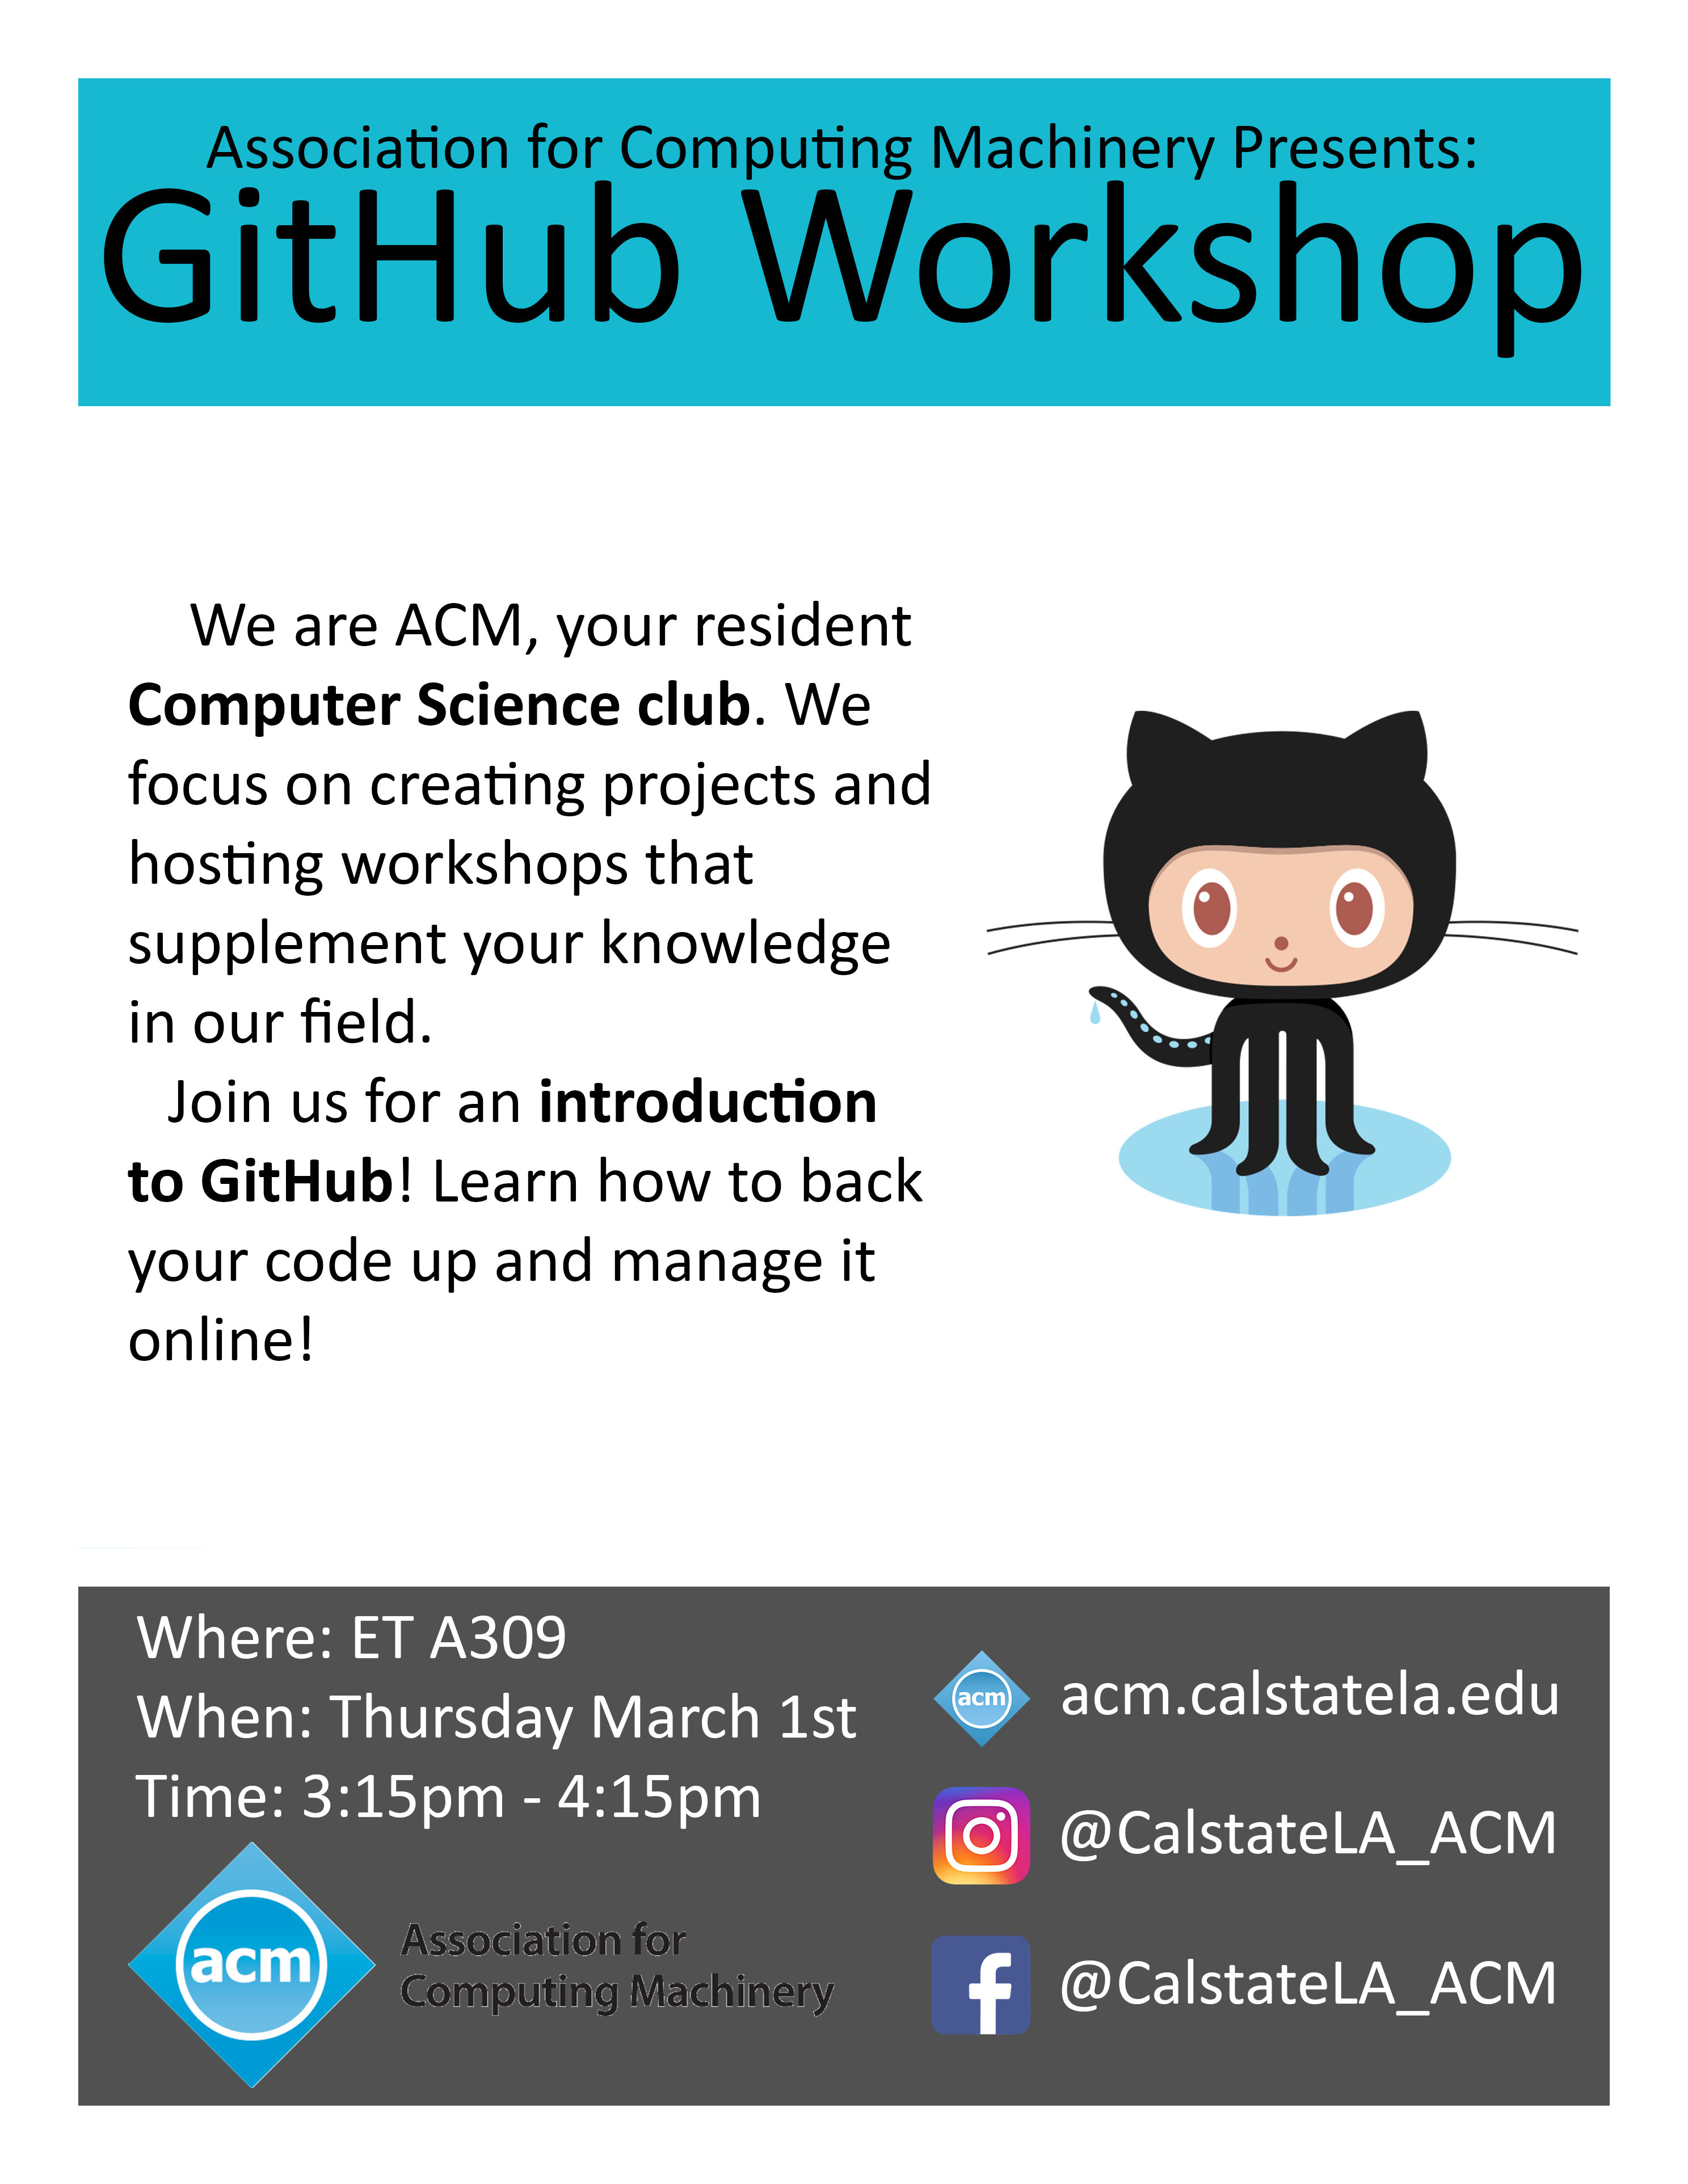 Association for Computing Machinery Presents:
GitHub Workshop
We are ACM, your resident
Computer Science club. We
focus on creating projects and
hosting workshops that
supplement your knowledge
in our field.
Join us for an introduction
to GitHub! Learn how to back
your code up and manage it
online!
Where: ET A309
When: Thursday March 1st
Time: 3:15pm - 4:15pm
acm
Association for
Computing Machinery
acm
acm.calstatela.edu
@CalstateLA_ACM
f
@CalstateLA_ACM